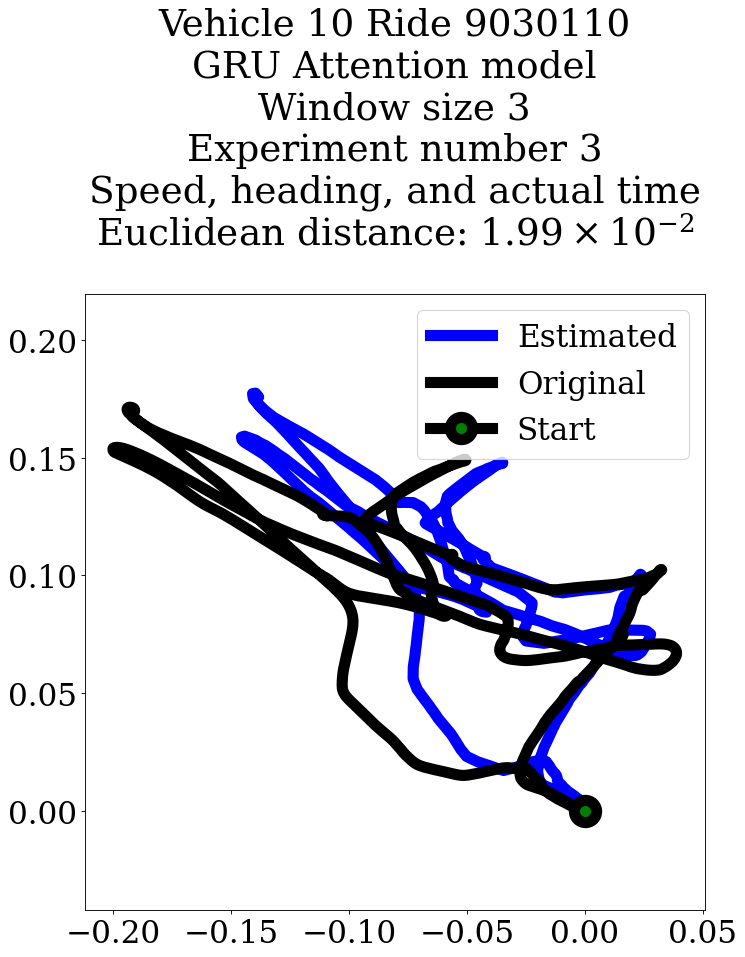 Vehicle 10 Ride 9030110
GRU Attention model
Window size 3
Experiment number 3
Speed, heading, and actual time
Euclidean distance: 1.99 × 10⁻²
Estimated
Original
Start
0.20
0.15
0.10
0.05
0.00
−0.20 −0.15 −0.10 −0.05 0.00 0.05